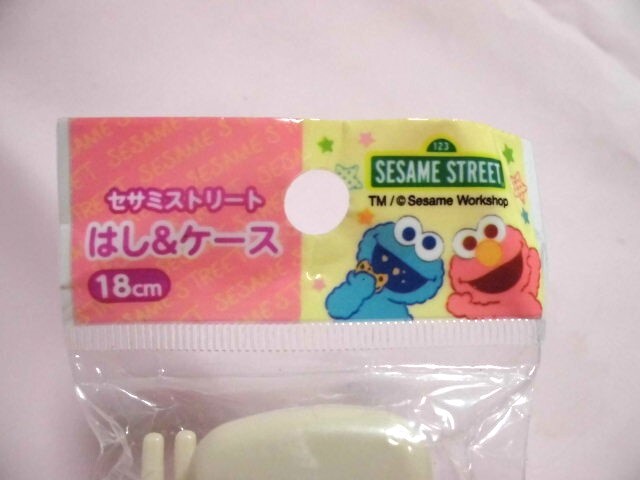 セサミストリート
はし&ケース
18cm
123
SESAME STREET
TM/© Sesame Workshop